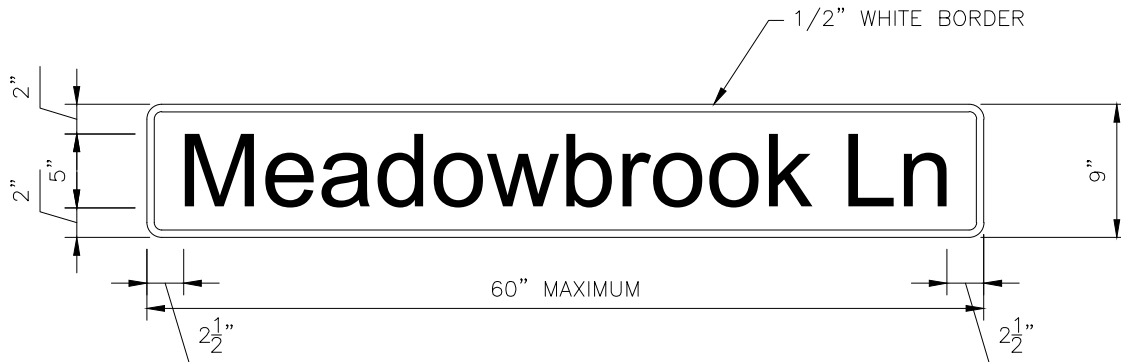 1/2" WHITE BORDER
2"
5"
2"
Meadowbrook Ln
9"
60" MAXIMUM
2½"
2½"